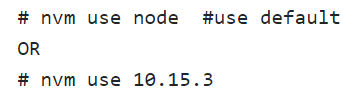 # nvm use node  #use default
OR
# nvm use 10.15.3